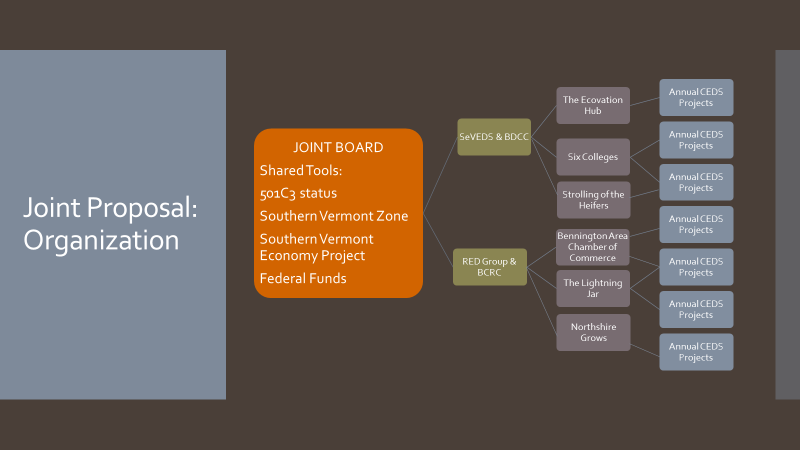 Joint Proposal:
Organization
JOINT BOARD
Shared Tools:
501C3 status
Southern Vermont Zone
Southern Vermont
Economy Project
Federal Funds
SeVEDS & BDCC
RED Group &
BCRC
The Ecovation
Hub
Six Colleges
Strolling of the
Heifers
Bennington Area
Chamber of
Commerce
The Lightning
Jar
Northshire
Grows
Annual CEDS
Projects
Annual CEDS
Projects
Annual CEDS
Projects
Annual CEDS
Projects
Annual CEDS
Projects
Annual CEDS
Projects
Annual CEDS
Projects